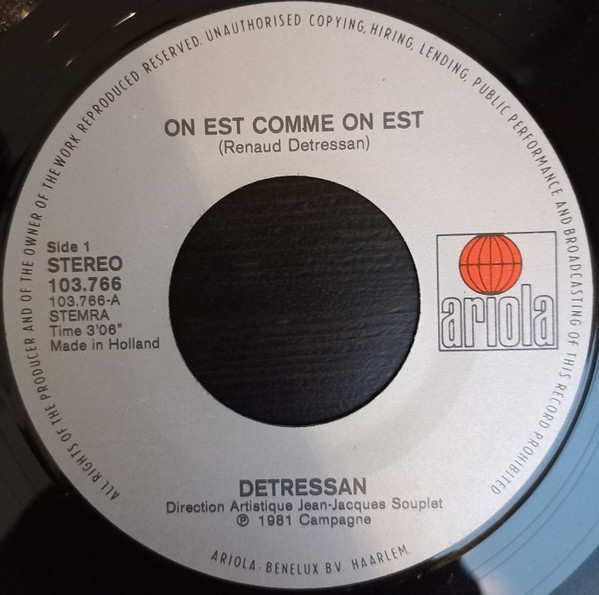 ALL RIGHTS OF THE PRODUCER AND OF THE OWNER OF THE WORK REPRODUCED RESERVED. UNAUTHORISED COPYING, HIRING, LENDING, PUBLIC PERFORMANCE AND BROADCASTING OF THIS RECORD PROHIBITED
ON EST COMME ON EST
(Renaud Detressan)
Side 1
STEREO
103.766
103.766-A
STEMRA
Time 3'06"
Made in Holland
ariola
DETRESSAN
Direction Artistique Jean-Jacques Souplet
℗ 1981 Campagne
ARIOLA - BENELUX B.V. HAARLEM.